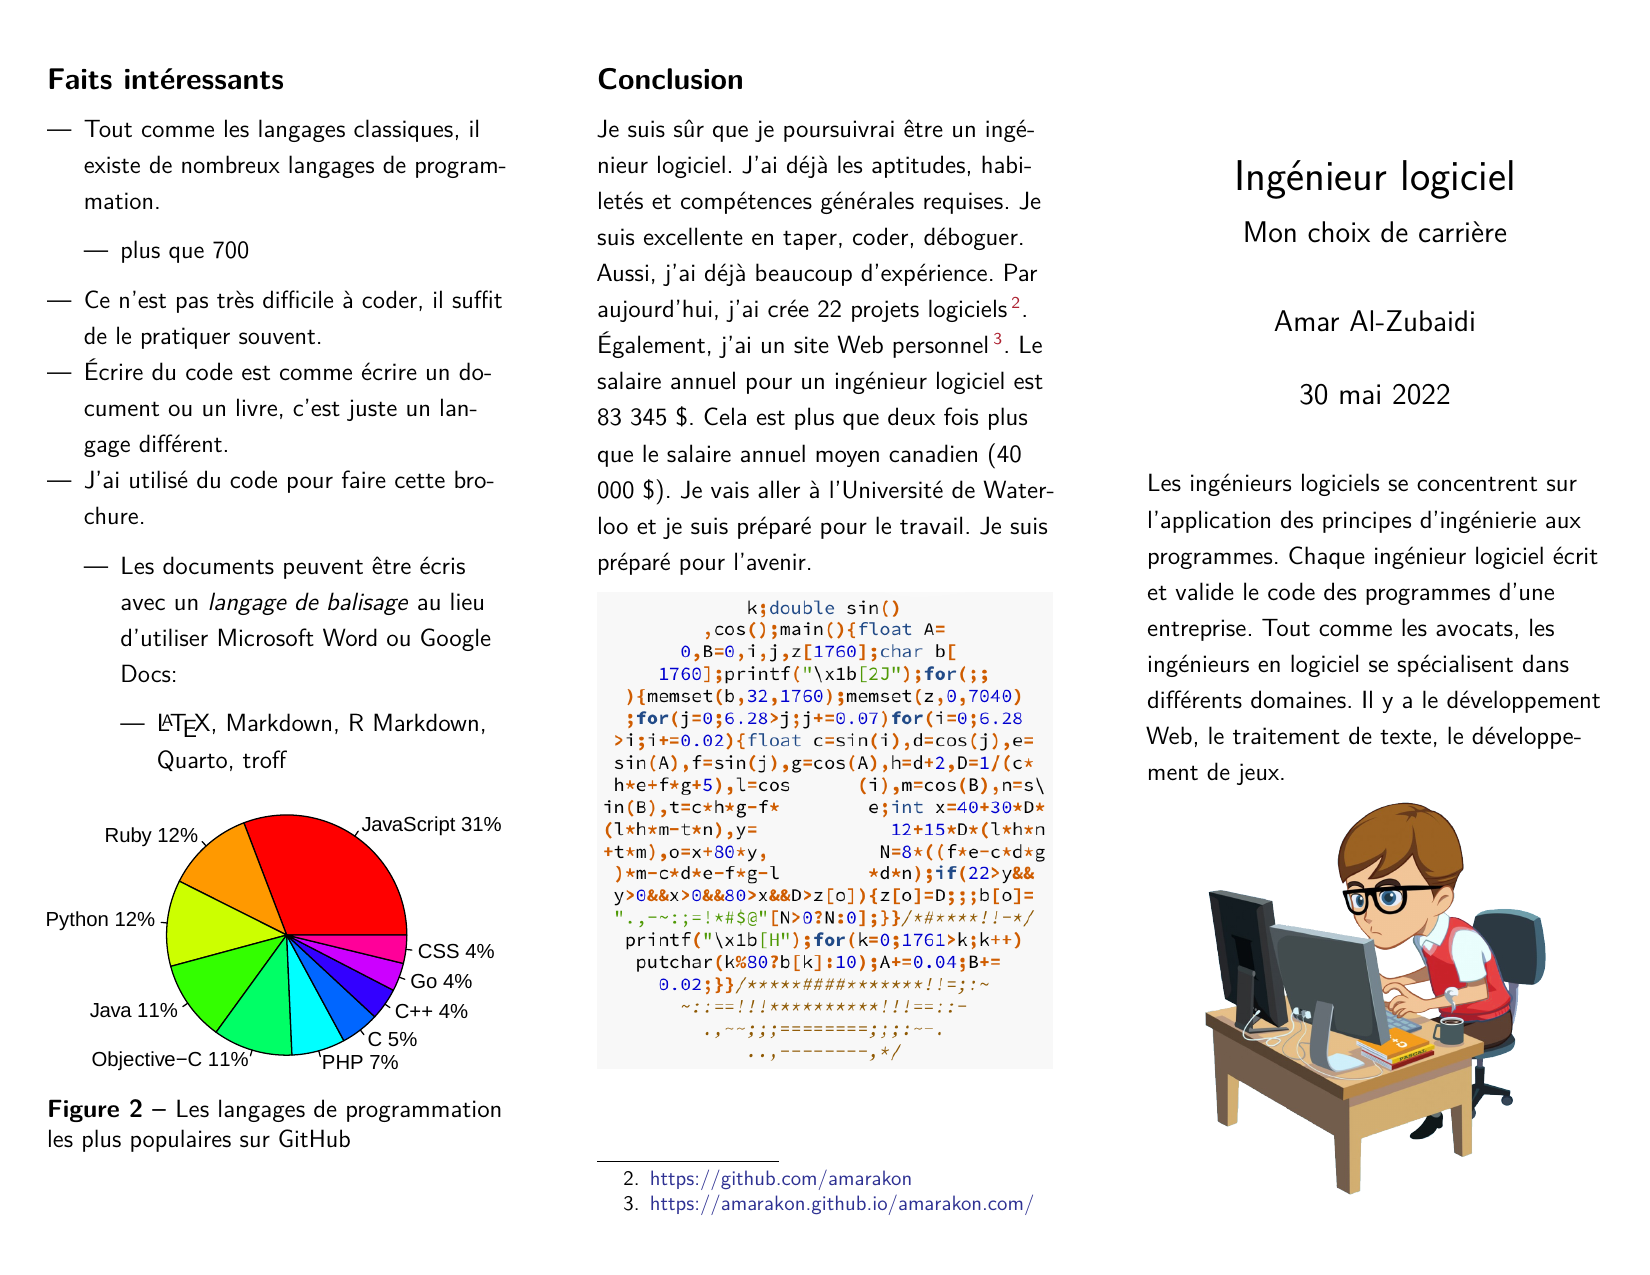 Faits intéressants
— Tout comme les langages classiques, il
existe de nombreux langages de program-
mation.
— plus que 700
— Ce n'est pas très difficile à coder, il suffit
de le pratiquer souvent.
— Écrire du code est comme écrire un do-
cument ou un livre, c'est juste un lan-
gage différent.
— J'ai utilisé du code pour faire cette bro-
chure.
— Les documents peuvent être écris
avec un langage de balisage au lieu
d'utiliser Microsoft Word ou Google
Docs:
— LATEX, Markdown, R Markdown,
Quarto, troff
JavaScript 31%
Ruby 12%
Python 12%
Java 11%
Objective−C 11%
PHP 7%
C 5%
C++ 4%
Go 4%
CSS 4%
Figure 2 – Les langages de programmation
les plus populaires sur GitHub
Conclusion
Je suis sûr que je poursuivrai être un ingé-
nieur logiciel. J'ai déjà les aptitudes, habi-
letés et compétences générales requises. Je
suis excellente en taper, coder, déboguer.
Aussi, j'ai déjà beaucoup d'expérience. Par
aujourd'hui, j'ai crée 22 projets logiciels 2.
Également, j'ai un site Web personnel 3. Le
salaire annuel pour un ingénieur logiciel est
83 345 $. Cela est plus que deux fois plus
que le salaire annuel moyen canadien (40
000 $). Je vais aller à l'Université de Water-
loo et je suis préparé pour le travail. Je suis
préparé pour l'avenir.
k;double sin()
,cos();main(){float A=
0,B=0,i,j,z[1760];char b[
1760];printf("\x1b[2J");for(;;
){memset(b,32,1760);memset(z,0,7040)
;for(j=0;6.28>j;j+=0.07)for(i=0;6.28
>i;i+=0.02){float c=sin(i),d=cos(j),e=
sin(A),f=sin(j),g=cos(A),h=d+2,D=1/(c*
h*e+f*g+5),l=cos (i),m=cos(B),n=s\
in(B),t=c*h*g-f* e;int x=40+30*D*
(l*h*m-t*n),y= 12+15*D*(l*h*n
+t*m),o=x+80*y, N=8*((f*e-c*d*g
)*m-c*d*e-f*g-l *d*n);if(22>y&&
y>0&&x>0&&80>x&&D>z[o]){z[o]=D;;;b[o]=
".,-~:;=!*#$@"[N>0?N:0];}}/*#****!!-*/
printf("\x1b[H");for(k=0;1761>k;k++)
putchar(k%80?b[k]:10);A+=0.04;B+=
0.02;}}/*****####*******!!=;:~
~::==!!!**********!!!==::-
.,~~;;;========;;;:~-.
..,--------,*/
2. https://github.com/amarakon
3. https://amarakon.github.io/amarakon.com/
Ingénieur logiciel
Mon choix de carrière
Amar Al-Zubaidi
30 mai 2022
Les ingénieurs logiciels se concentrent sur
l'application des principes d'ingénierie aux
programmes. Chaque ingénieur logiciel écrit
et valide le code des programmes d'une
entreprise. Tout comme les avocats, les
ingénieurs en logiciel se spécialisent dans
différents domaines. Il y a le développement
Web, le traitement de texte, le développe-
ment de jeux.